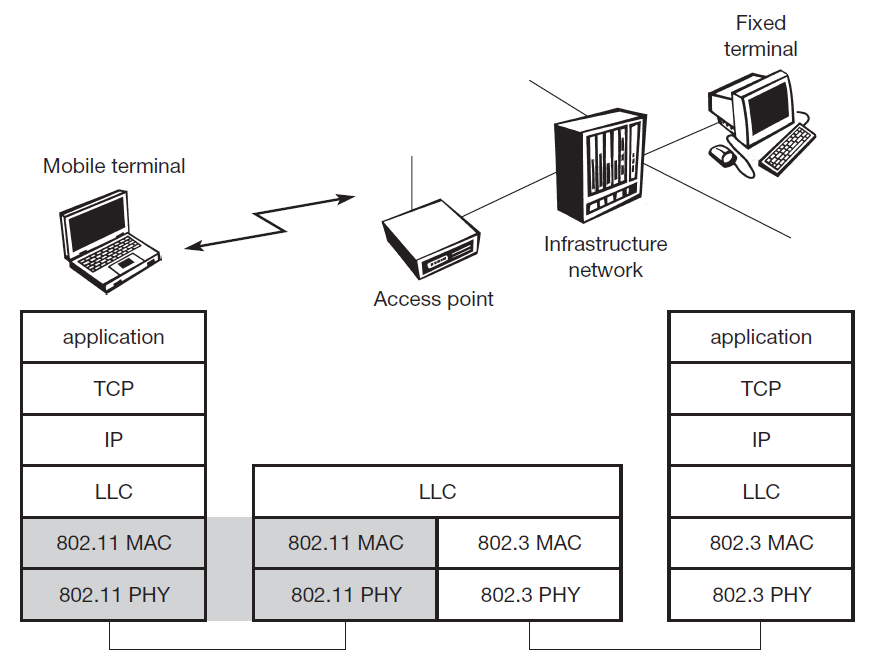 Fixed
terminal
Mobile terminal
Infrastructure
network
Access point
application
TCP
IP
LLC
802.11 MAC
802.11 PHY
LLC
802.11 MAC
802.3 MAC
802.11 PHY
802.3 PHY
application
TCP
IP
LLC
802.3 MAC
802.3 PHY